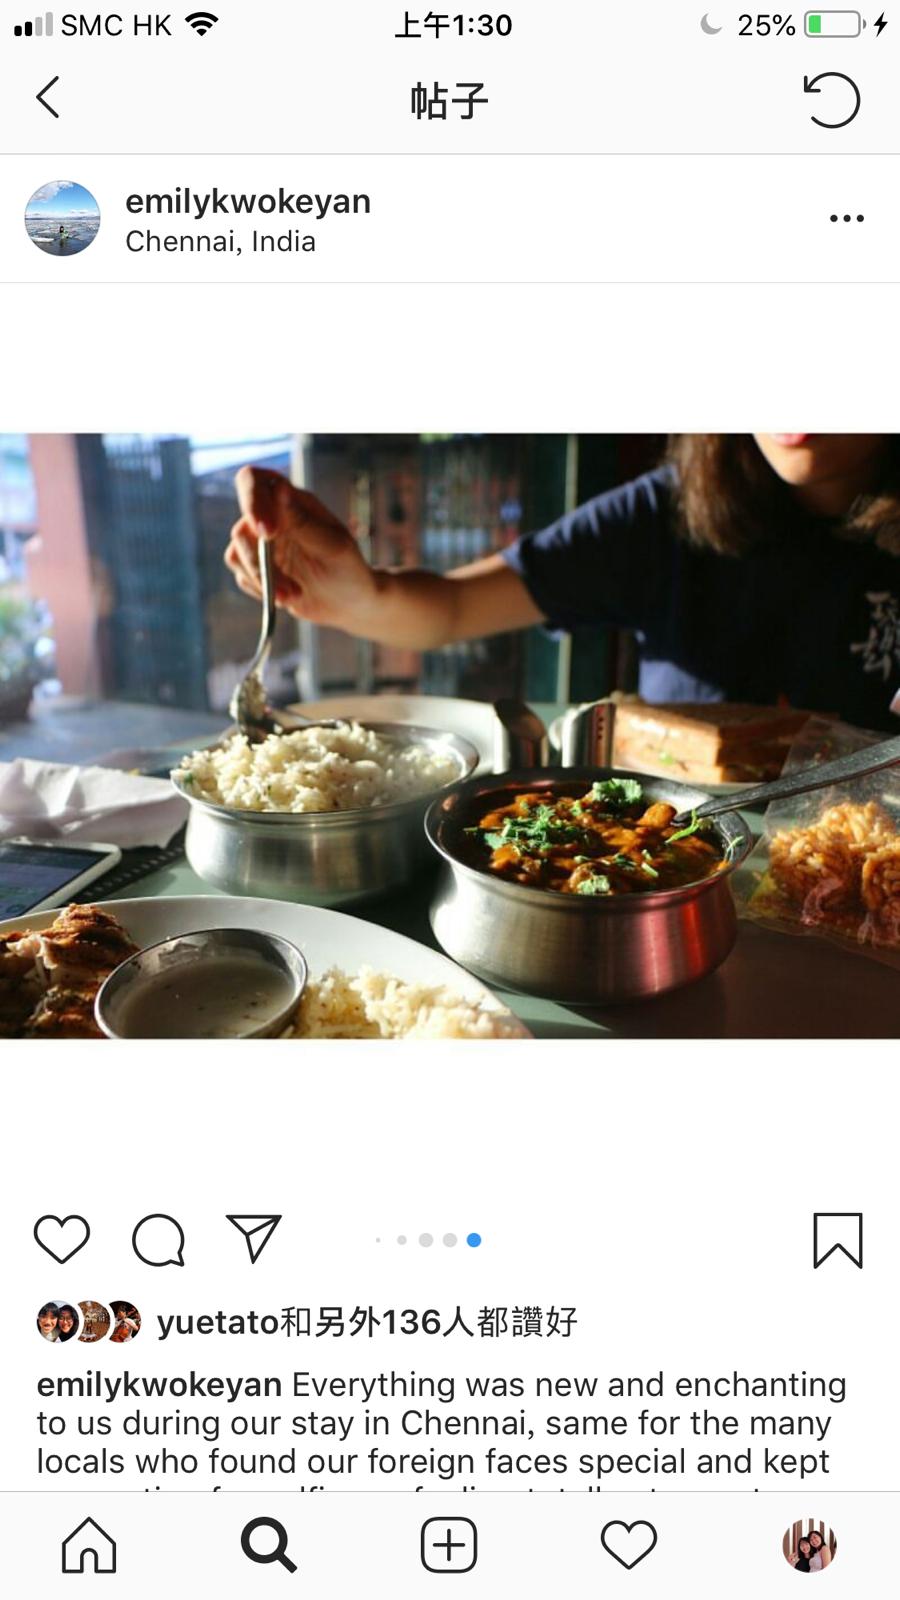 SMC HK 上午1:30 25%
帖子
emilykwokeyan
Chennai, India
yuetato和另外136人都讚好
emilykwokeyan Everything was new and enchanting
to us during our stay in Chennai, same for the many
locals who found our foreign faces special and kept